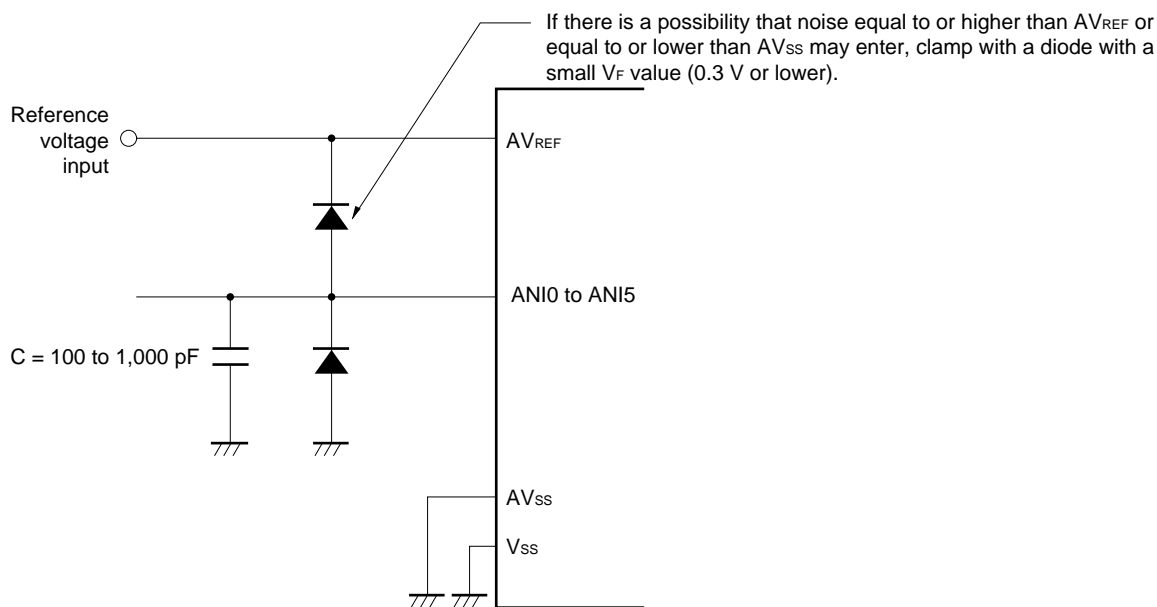 If there is a possibility that noise equal to or higher than AVREF or
equal to or lower than AVSS may enter, clamp with a diode with a
small VF value (0.3 V or lower).
Reference
voltage
input
AVREF
ANI0 to ANI5
C = 100 to 1,000 pF
AVSS
VSS